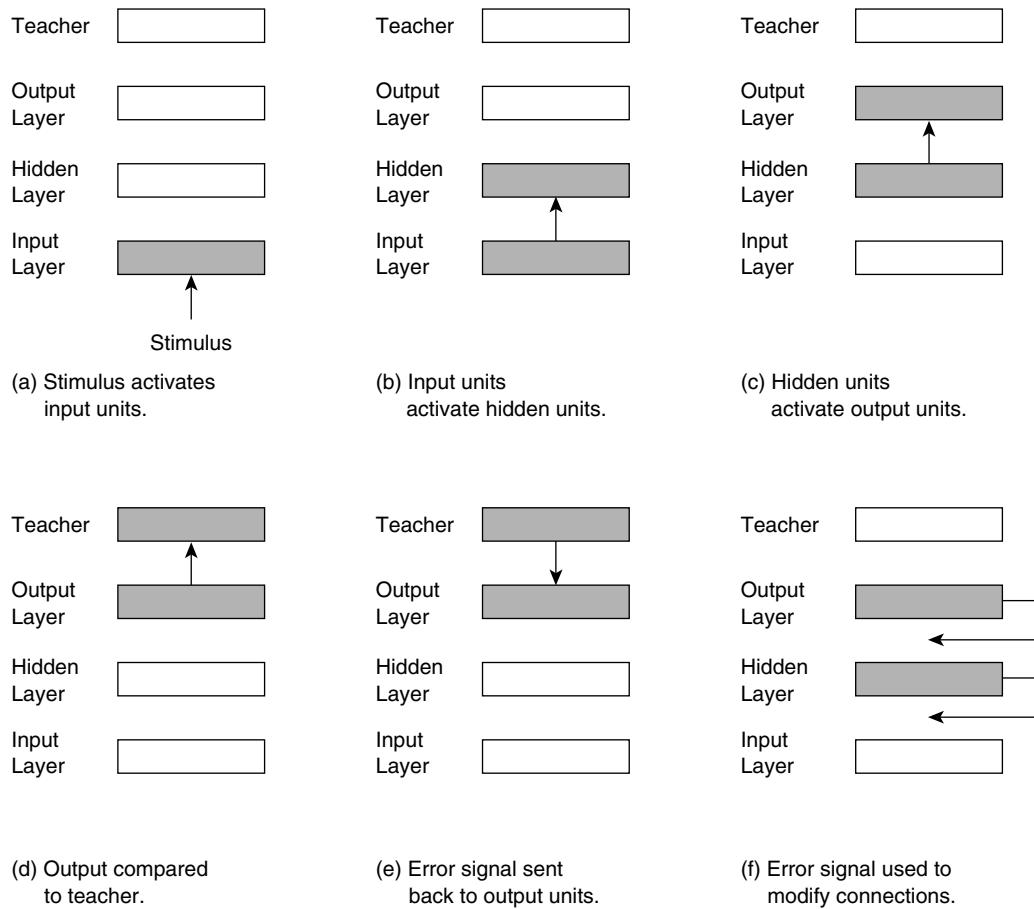 Teacher
Output
Layer
Hidden
Layer
Input
Layer
Stimulus
(a) Stimulus activates
input units.
Teacher
Output
Layer
Hidden
Layer
Input
Layer
(b) Input units
activate hidden units.
Teacher
Output
Layer
Hidden
Layer
Input
Layer
(c) Hidden units
activate output units.
Teacher
Output
Layer
Hidden
Layer
Input
Layer
(d) Output compared
to teacher.
Teacher
Output
Layer
Hidden
Layer
Input
Layer
(e) Error signal sent
back to output units.
Teacher
Output
Layer
Hidden
Layer
Input
Layer
(f) Error signal used to
modify connections.